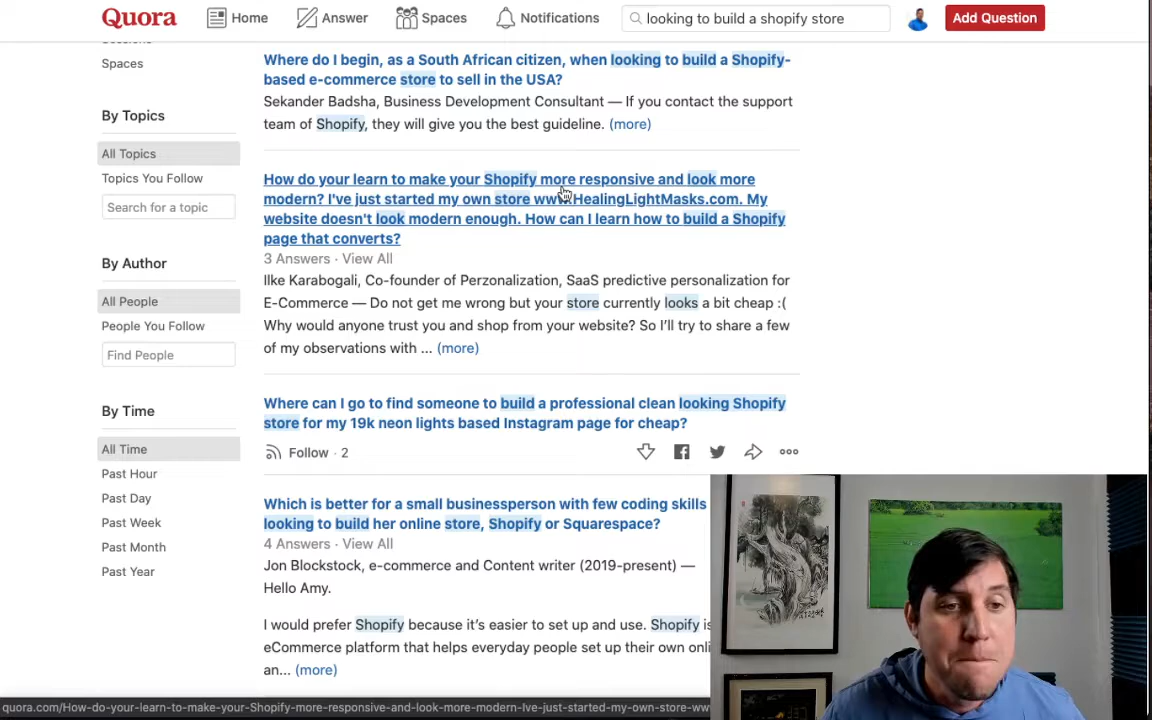 Quora
Home
Answer
Spaces
Notifications
looking to build a shopify store
Add Question
Spaces
By Topics
All Topics
Topics You Follow
Search for a topic
By Author
All People
People You Follow
Find People
By Time
All Time
Past Hour
Past Day
Past Week
Past Month
Past Year
Where do I begin, as a South African citizen, when looking to build a Shopify-
based e-commerce store to sell in the USA?
Sekander Badsha, Business Development Consultant — If you contact the support
team of Shopify, they will give you the best guideline. (more)
How do your learn to make your Shopify more responsive and look more
modern? I've just started my own store www.HealingLightMasks.com. My
website doesn't look modern enough. How can I learn how to build a Shopify
page that converts?
3 Answers · View All
Ilke Karabogali, Co-founder of Perzonalization, SaaS predictive personalization for
E-Commerce — Do not get me wrong but your store currently looks a bit cheap :(
Why would anyone trust you and shop from your website? So I'll try to share a few
of my observations with ... (more)
Where can I go to find someone to build a professional clean looking Shopify
store for my 19k neon lights based Instagram page for cheap?
Follow · 2
Which is better for a small businessperson with few coding skills
looking to build her online store, Shopify or Squarespace?
4 Answers · View All
Jon Blockstock, e-commerce and Content writer (2019-present) —
Hello Amy.
I would prefer Shopify because it's easier to set up and use. Shopify is
eCommerce platform that helps everyday people set up their own onli
an... (more)
quora.com/How-do-your-learn-to-make-your-Shopify-more-responsive-and-look-more-modern-Ive-just-started-my-own-store-ww